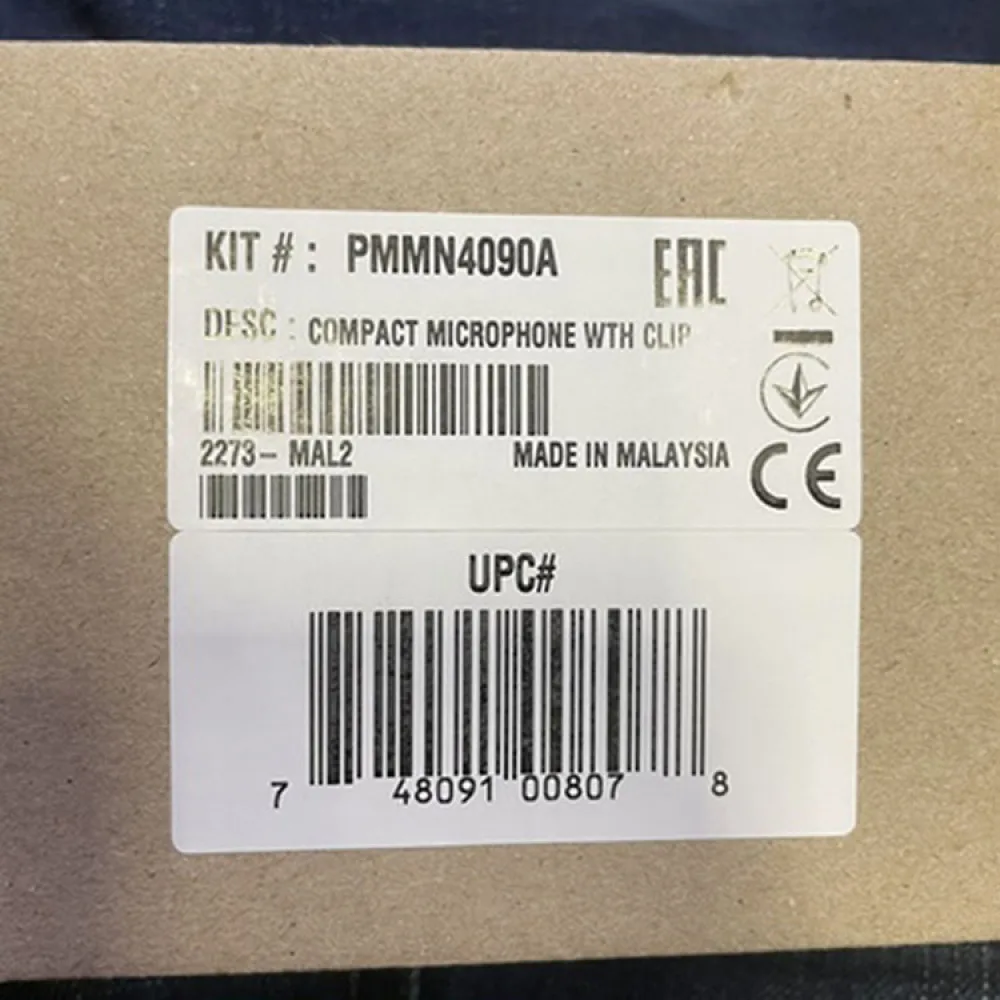 KIT # : PMMN4090A
EAC
DESC : COMPACT MICROPHONE WTH CLIP
2273- MAL2
MADE IN MALAYSIA
CE
UPC#
7 48091 00807 8